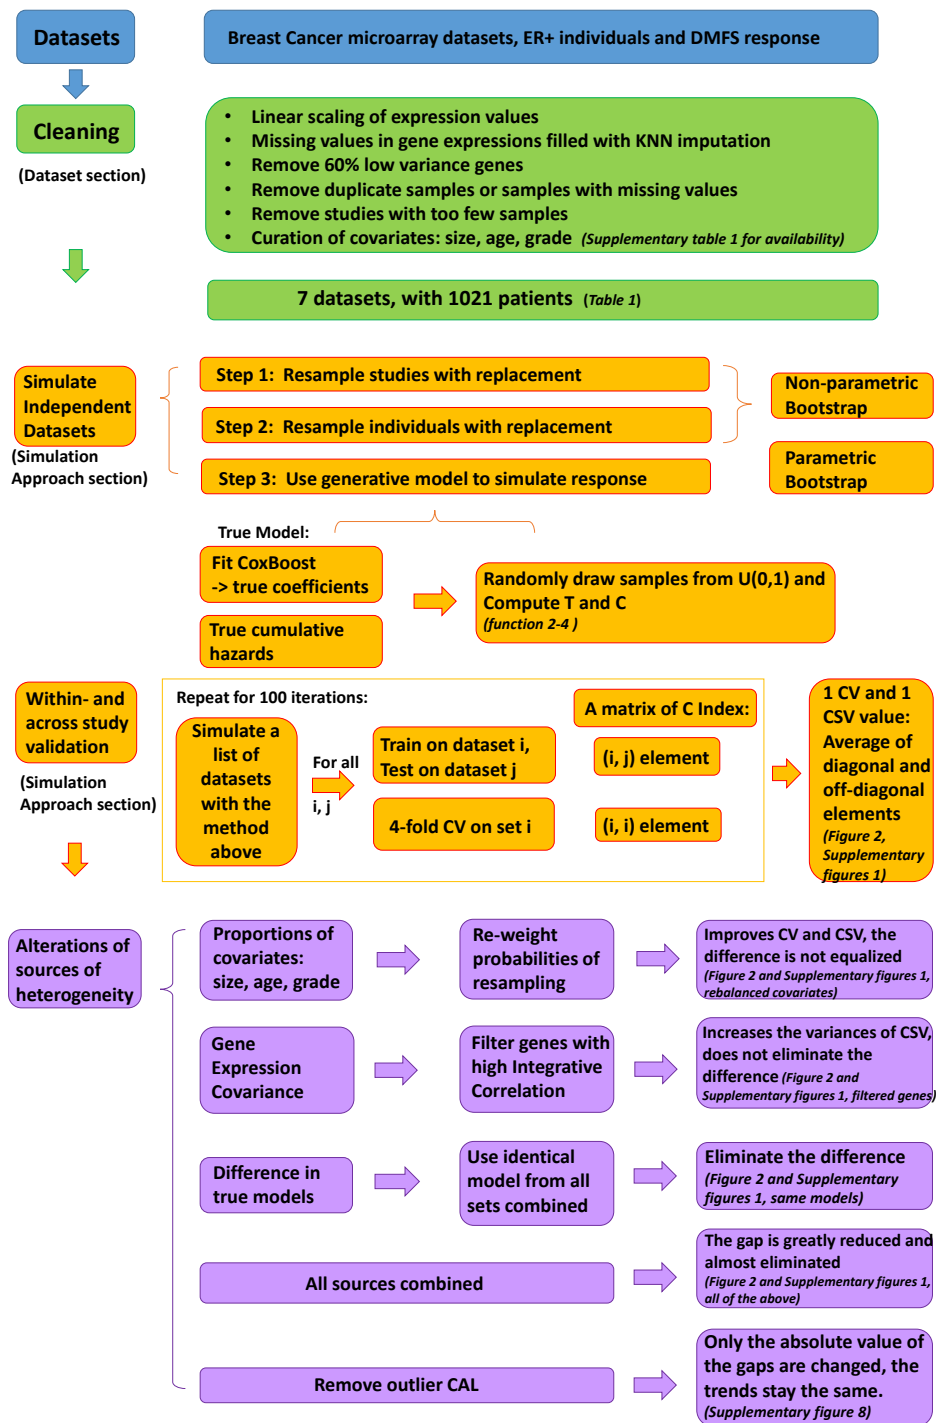 Datasets
Breast Cancer microarray datasets, ER+ individuals and DMFS response
Cleaning
(Dataset section)
• Linear scaling of expression values
• Missing values in gene expressions filled with KNN imputation
• Remove 60% low variance genes
• Remove duplicate samples or samples with missing values
• Remove studies with too few samples
• Curation of covariates: size, age, grade (Supplementary table 1 for availability)
7 datasets, with 1021 patients (Table 1)
Simulate
Independent
Datasets
(Simulation
Approach section)
Step 1: Resample studies with replacement
Step 2: Resample individuals with replacement
Step 3: Use generative model to simulate response
Non-parametric
Bootstrap
Parametric
Bootstrap
True Model:
Fit CoxBoost
-> true coefficients
True cumulative
hazards
Randomly draw samples from U(0,1) and
Compute T and C
(function 2-4 )
Within- and
across study
validation
(Simulation
Approach section)
Repeat for 100 iterations:
Simulate a
list of
datasets
with the
method
above
For all
i, j
Train on dataset i,
Test on dataset j
4-fold CV on set i
A matrix of C Index:
(i, j) element
(i, i) element
1 CV and 1
CSV value:
Average of
diagonal and
off-diagonal
elements
(Figure 2,
Supplementary
figures 1)
Alterations of
sources of
heterogeneity
Proportions of
covariates:
size, age, grade
Re-weight
probabilities of
resampling
Improves CV and CSV, the
difference is not equalized
(Figure 2 and Supplementary figures 1,
rebalanced covariates)
Gene
Expression
Covariance
Filter genes with
high Integrative
Correlation
Increases the variances of CSV,
does not eliminate the
difference (Figure 2 and
Supplementary figures 1, filtered genes)
Difference in
true models
Use identical
model from all
sets combined
Eliminate the difference
(Figure 2 and Supplementary
figures 1, same models)
All sources combined
The gap is greatly reduced and
almost eliminated
(Figure 2 and Supplementary figures 1,
all of the above)
Remove outlier CAL
Only the absolute value of
the gaps are changed, the
trends stay the same.
(Supplementary figure 8)